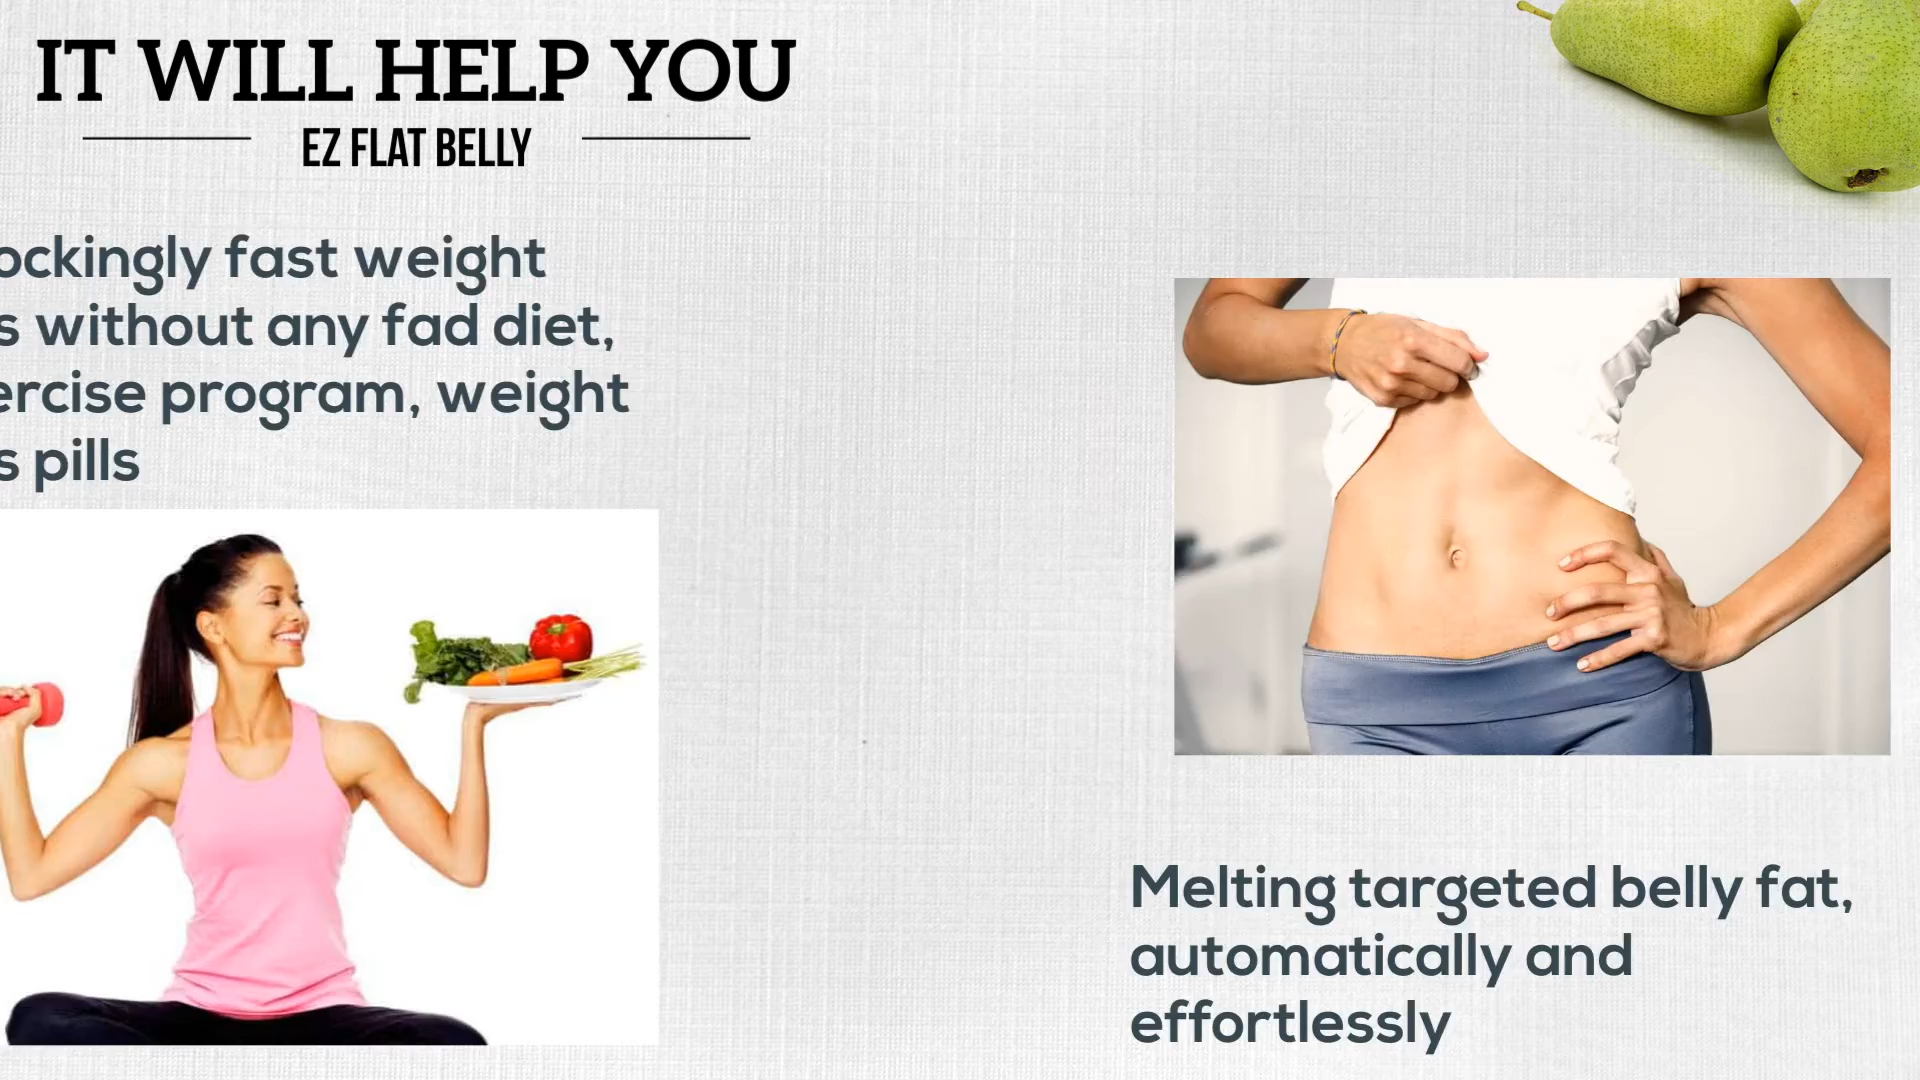 IT WILL HELP YOU
EZ FLAT BELLY
ockingly fast weight
s without any fad diet,
ercise program, weight
s pills
Melting targeted belly fat,
automatically and
effortlessly